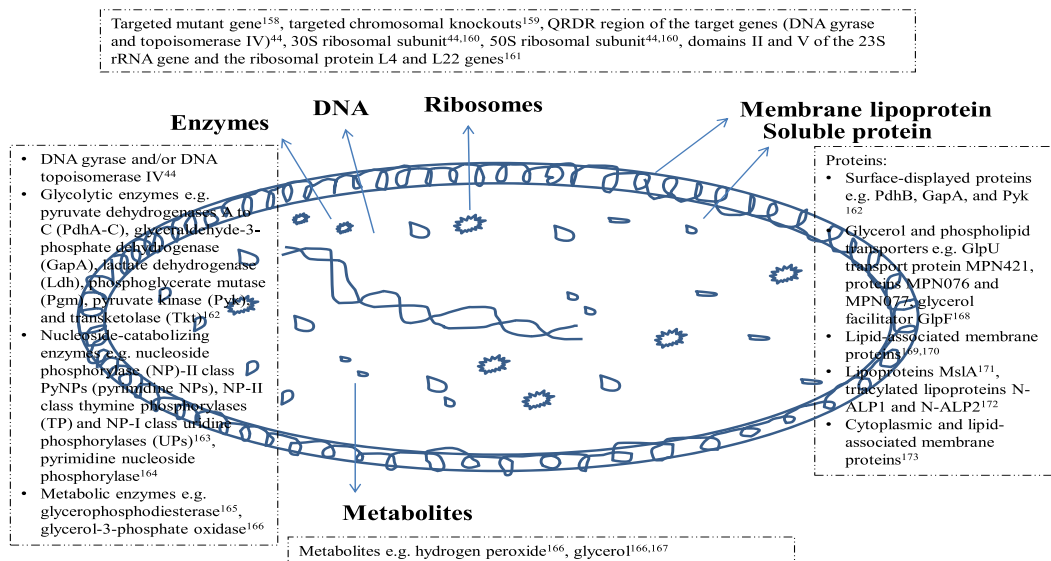 Targeted mutant gene158, targeted chromosomal knockouts159, QRDR region of the target genes (DNA gyrase
and topoisomerase IV)44, 30S ribosomal subunit44,160, 50S ribosomal subunit44,160, domains II and V of the 23S
rRNA gene and the ribosomal protein L4 and L22 genes161
Enzymes
DNA
Ribosomes
Membrane lipoprotein
Soluble protein
• DNA gyrase and/or DNA
topoisomerase IV44
• Glycolytic enzymes e.g.
pyruvate dehydrogenases A to
C (PdhA-C), glyceraldehyde-3-
phosphate dehydrogenase
(GapA), lactate dehydrogenase
(Ldh), phosphoglycerate mutase
(Pgm), pyruvate kinase (Pyk),
and transketolase (Tkt)162
• Nucleoside-catabolizing
enzymes e.g. nucleoside
phosphorylase (NP)-II class
PyNPs (pyrimidine NPs), NP-II
class thymine phosphorylases
(TP) and NP-I class uridine
phosphorylases (UPs)163,
pyrimidine nucleoside
phosphorylase164
• Metabolic enzymes e.g.
glycerophosphodiesterase165,
glycerol-3-phosphate oxidase166
Proteins:
• Surface-displayed proteins
e.g. PdhB, GapA, and Pyk
162
• Glycerol and phospholipid
transporters e.g. GlpU
transport protein MPN421,
proteins MPN076 and
MPN077, glycerol
facilitator GlpF168
• Lipid-associated membrane
proteins169,170
• Lipoproteins MslA171,
triacylated lipoproteins N-
ALP1 and N-ALP2172
• Cytoplasmic and lipid-
associated membrane
proteins173
Metabolites
Metabolites e.g. hydrogen peroxide166, glycerol166,167